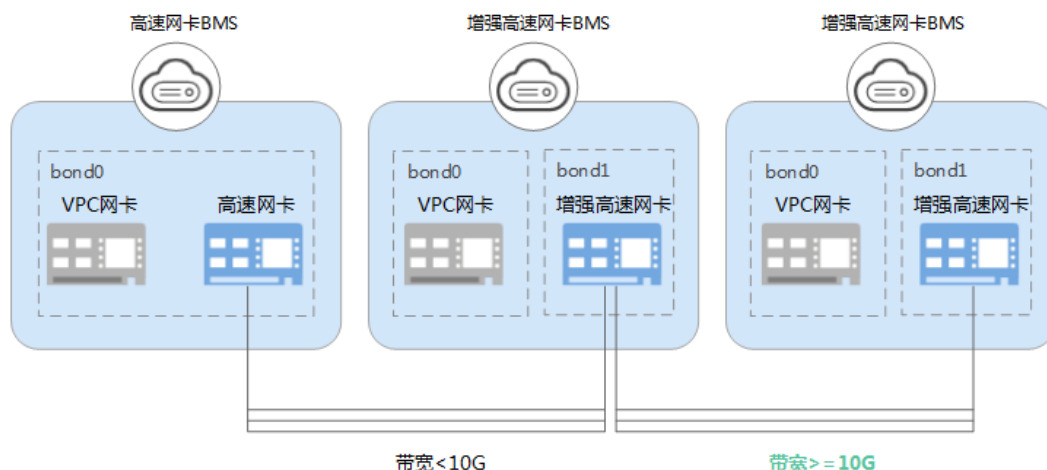 高速网卡BMS
增强高速网卡BMS
增强高速网卡BMS
bond0
VPC网卡
高速网卡
bond0
VPC网卡
bond1
增强高速网卡
bond0
VPC网卡
bond1
增强高速网卡
带宽<10G
带宽>=10G